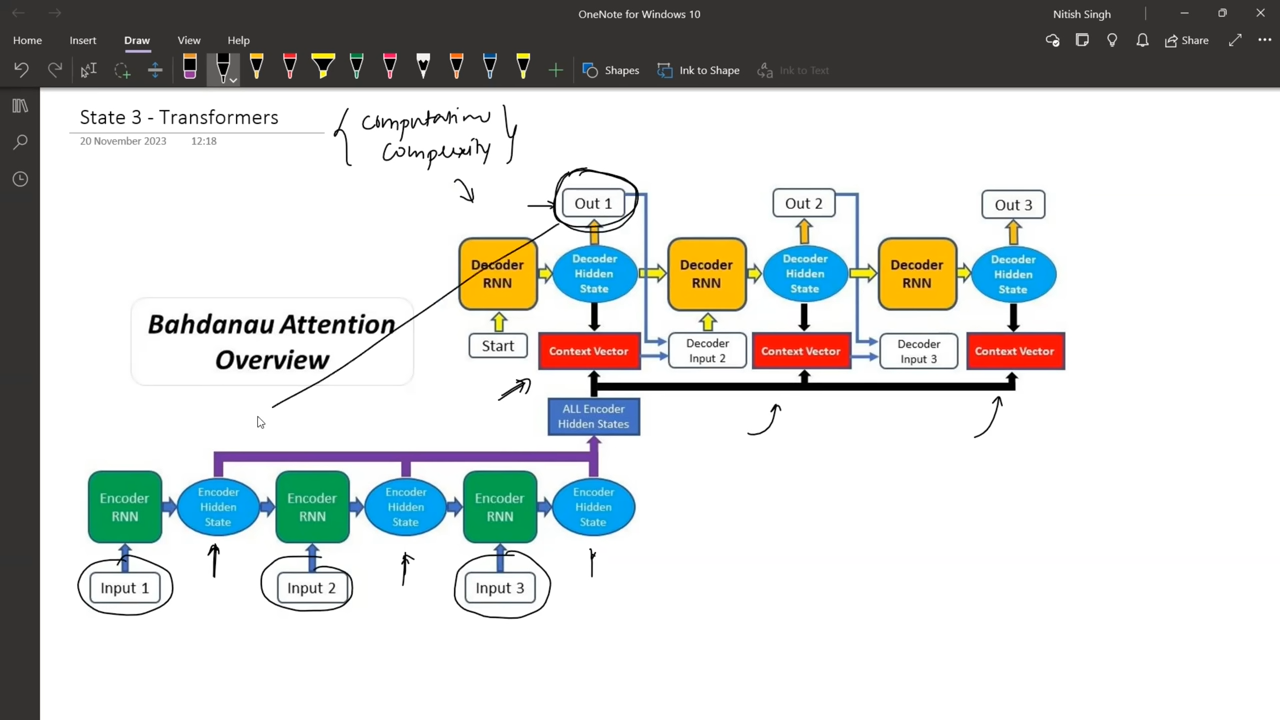 OneNote for Windows 10
Nitish Singh
Home
Insert
Draw
View
Help
Share
Shapes
Ink to Shape
Ink to Text
State 3 - Transformers
20 November 2023
12:18
computation
complexity
Out 1
Out 2
Out 3
Decoder
RNN
Decoder
Hidden
State
Decoder
RNN
Decoder
Hidden
State
Decoder
RNN
Decoder
Hidden
State
Bahdanau Attention
Overview
Start
Context Vector
Decoder
Input 2
Context Vector
Decoder
Input 3
Context Vector
ALL Encoder
Hidden States
Encoder
RNN
Encoder
Hidden
State
Encoder
RNN
Encoder
Hidden
State
Encoder
RNN
Encoder
Hidden
State
Input 1
Input 2
Input 3